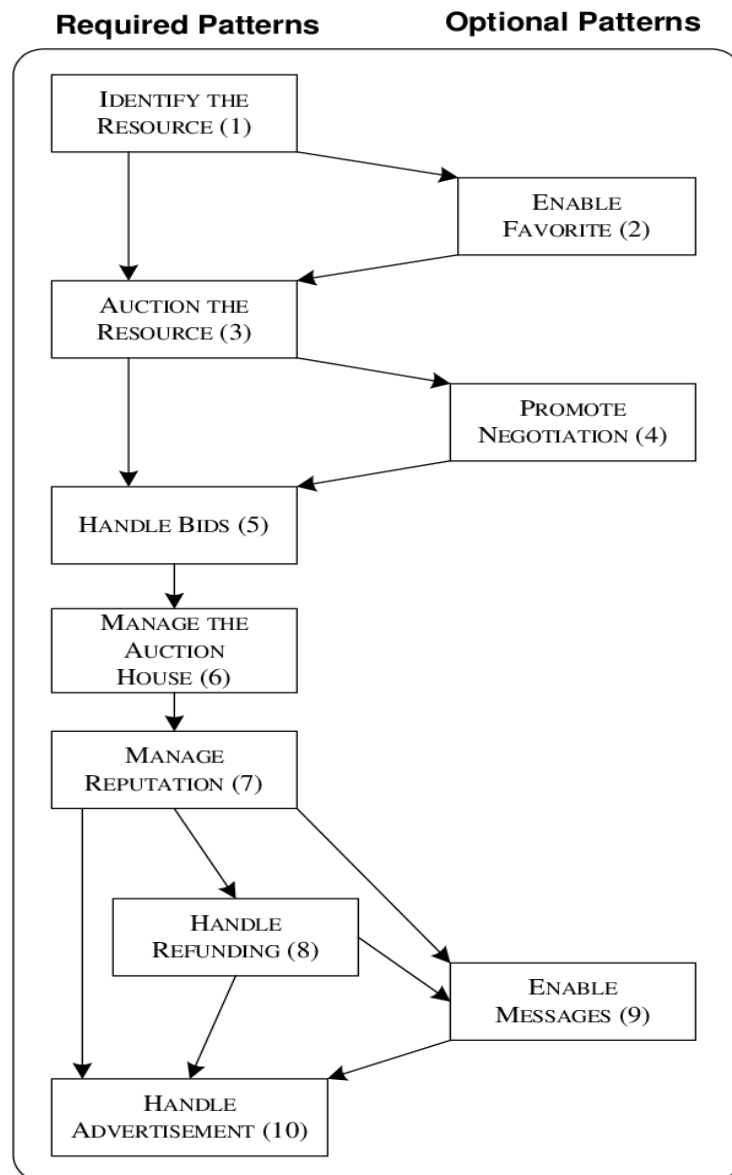 Required Patterns
Optional Patterns
IDENTIFY THE
RESOURCE (1)
ENABLE
FAVORITE (2)
AUCTION THE
RESOURCE (3)
PROMOTE
NEGOTIATION (4)
HANDLE BIDS (5)
MANAGE THE
AUCTION
HOUSE (6)
MANAGE
REPUTATION (7)
HANDLE
REFUNDING (8)
ENABLE
MESSAGES (9)
HANDLE
ADVERTISEMENT (10)